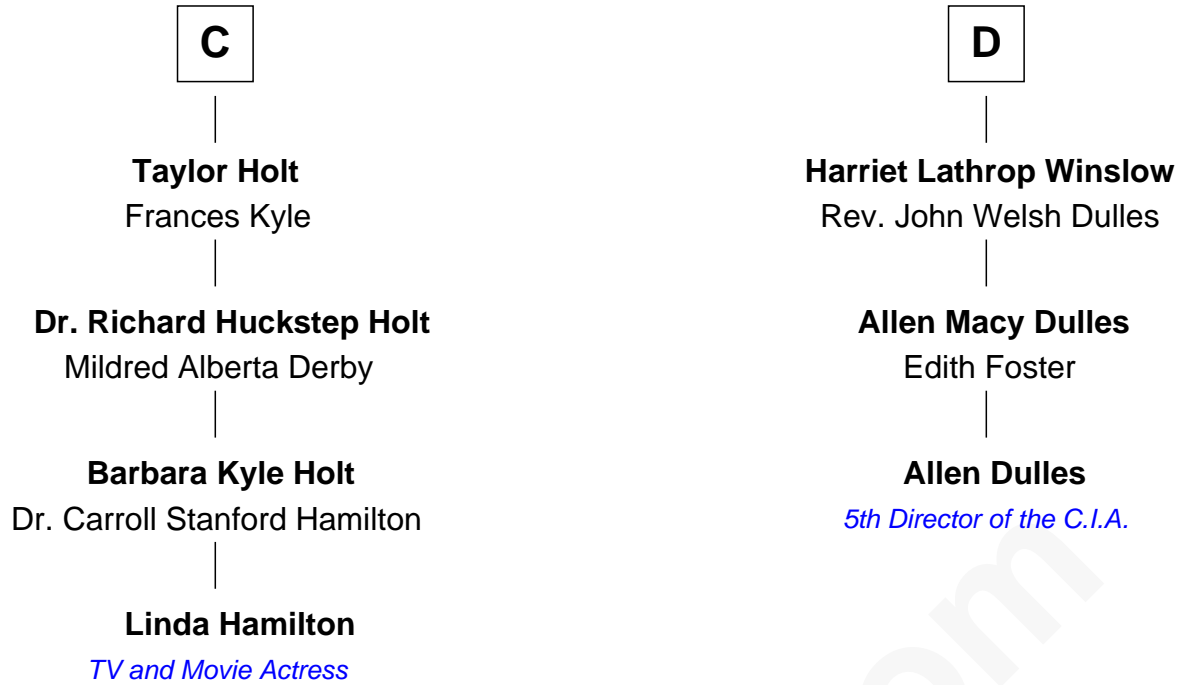 C
Taylor Holt
Frances Kyle
Dr. Richard Huckstep Holt
Mildred Alberta Derby
Barbara Kyle Holt
Dr. Carroll Stanford Hamilton
Linda Hamilton
TV and Movie Actress
D
Harriet Lathrop Winslow
Rev. John Welsh Dulles
Allen Macy Dulles
Edith Foster
Allen Dulles
5th Director of the C.I.A.
om